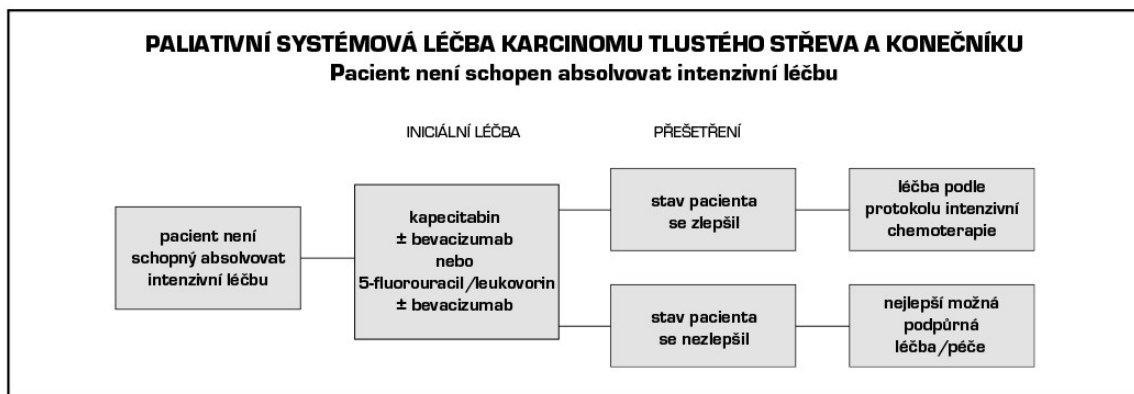 PALIATIVNÍ SYSTÉMOVÁ LÉČBA KARCINOMU TLUSTÉHO STŘEVA A KONEČNÍKU
Pacient není schopen absolvovat intenzivní léčbu
INICIÁLNÍ LÉČBA
PŘEŠETŘENÍ
pacient není
schopný absolvovat
intenzivní léčbu
kapecitabin
± bevacizumab
nebo
5-fluorouracil/leukovorin
± bevacizumab
stav pacienta
se zlepšil
léčba podle
protokolu intenzivní
chemoterapie
stav pacienta
se nezlepšil
nejlepší možná
podpůrná
léčba/péče